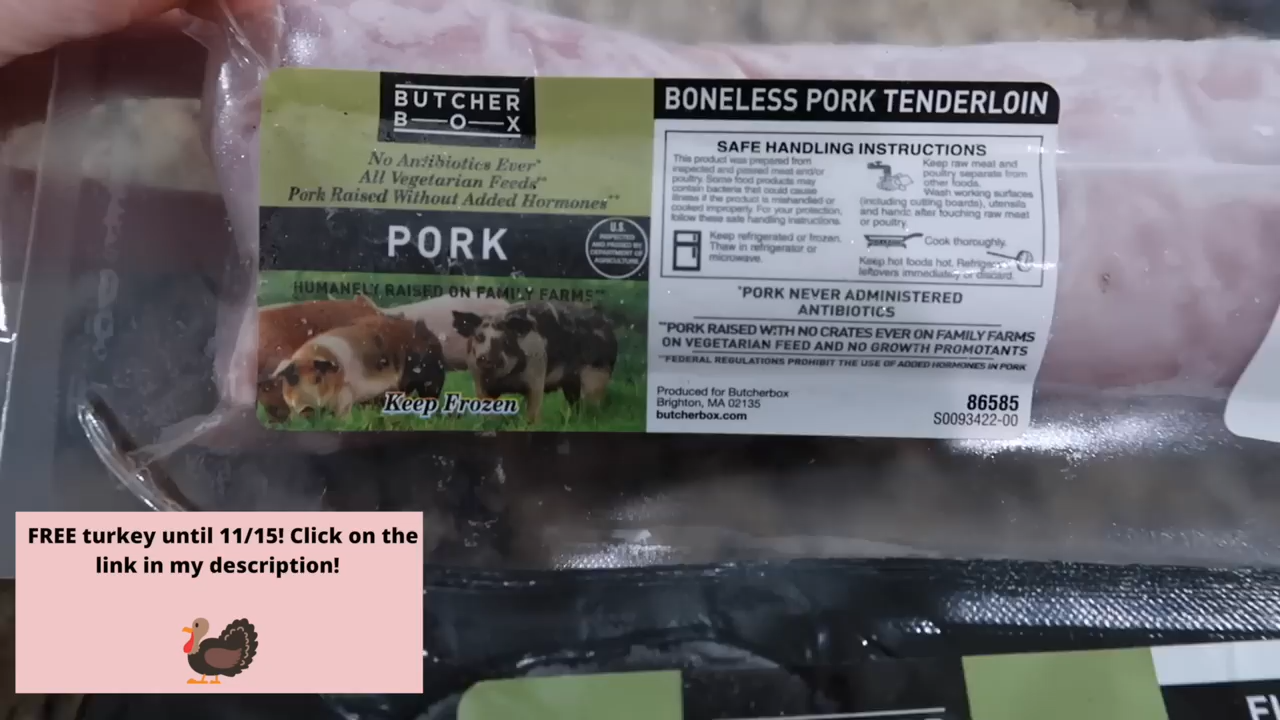 BUTCHER
BOX
No Antibiotics Ever*
All Vegetarian Feeds**
Pork Raised Without Added Hormones***
PORK
U.S.
INSPECTED
AND PASSED BY
DEPARTMENT OF
AGRICULTURE
HUMANELY RAISED ON FAMILY FARMS**
Keep Frozen
BONELESS PORK TENDERLOIN
SAFE HANDLING INSTRUCTIONS
This product was prepared from
inspected and passed meat and/or
poultry. Some food products may
contain bacteria that could cause
illness if the product is mishandled or
cooked improperly. For your protection,
follow these safe handling instructions.
Keep raw meat and
poultry separate from
other foods.
Wash working surfaces
(including cutting boards), utensils
and hands after touching raw meat
or poultry.
Keep refrigerated or frozen.
Thaw in refrigerator or
microwave.
Cook thoroughly.
Keep hot foods hot. Refrigerate
leftovers immediately or discard.
*PORK NEVER ADMINISTERED
ANTIBIOTICS
**PORK RAISED WITH NO CRATES EVER ON FAMILY FARMS
ON VEGETARIAN FEED AND NO GROWTH PROMOTANTS
***FEDERAL REGULATIONS PROHIBIT THE USE OF ADDED HORMONES IN PORK
Produced for Butcherbox
Brighton, MA 02135
butcherbox.com
86585
S0093422-00
FREE turkey until 11/15! Click on the
link in my description!